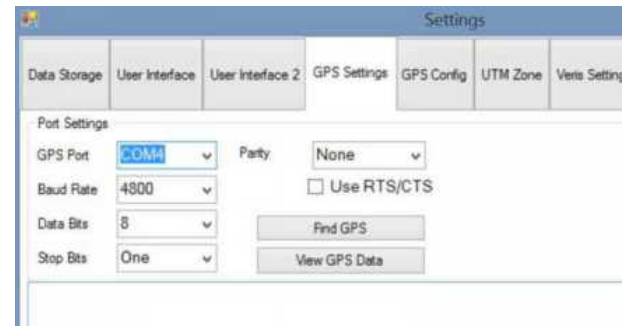 Settings
Data Storage User Interface User Interface 2 GPS Settings GPS Config UTM Zone Veris Setting
Port Settings
GPS Port COM4 Parity None
Baud Rate 4800 Use RTS/CTS
Data Bits 8 Find GPS
Stop Bits One View GPS Data